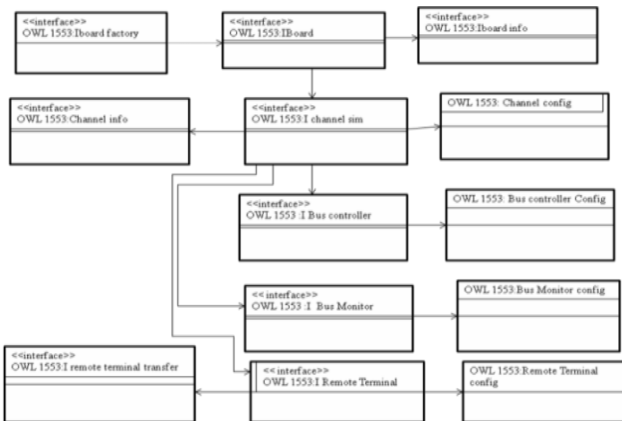 <<interface>>
OWL 1553:Iboard factory
<<interface>>
OWL 1553:IBoard
<<interface>>
OWL 1553:Iboard info
<<interface>>
OWL 1553:Channel info
<<interface>>
OWL 1553:I channel sim
OWL 1553: Channel config
<<interface>>
OWL 1553 :I Bus controller
OWL 1553: Bus controller Config
<<interface>>
OWL 1553 :I  Bus Monitor
OWL 1553:Bus Monitor config
<<interface>>
OWL 1553:I remote terminal transfer
<<interface>>
OWL 1553:I Remote Terminal
OWL 1553:Remote Terminal
config